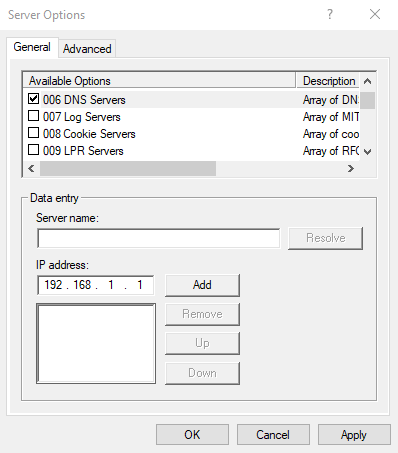 Server Options
General Advanced
Available Options Description
006 DNS Servers Array of DN
007 Log Servers Array of MIT
008 Cookie Servers Array of coo
009 LPR Servers Array of RFC
Data entry
Server name:
Resolve
IP address:
192 . 168 . 1 . 1 Add
Remove
Up
Down
OK Cancel Apply